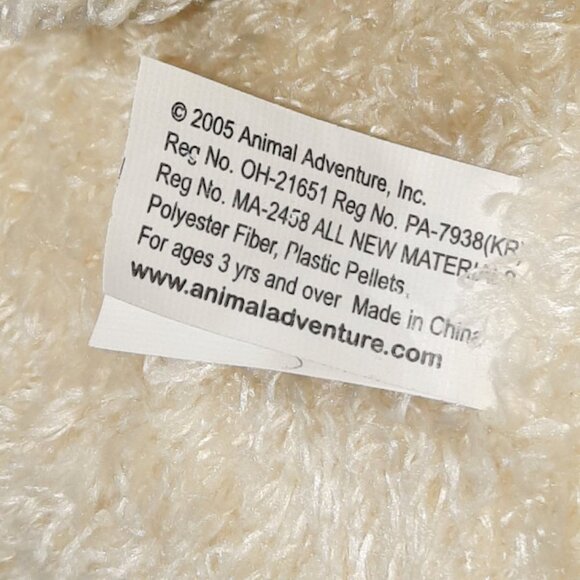 © 2005 Animal Adventure, Inc.
Reg No. OH-21651 Reg No. PA-7938(KR)
Reg No. MA-2458 ALL NEW MATERIALS
Polyester Fiber, Plastic Pellets.
For ages 3 yrs and over Made in China
www.animaladventure.com